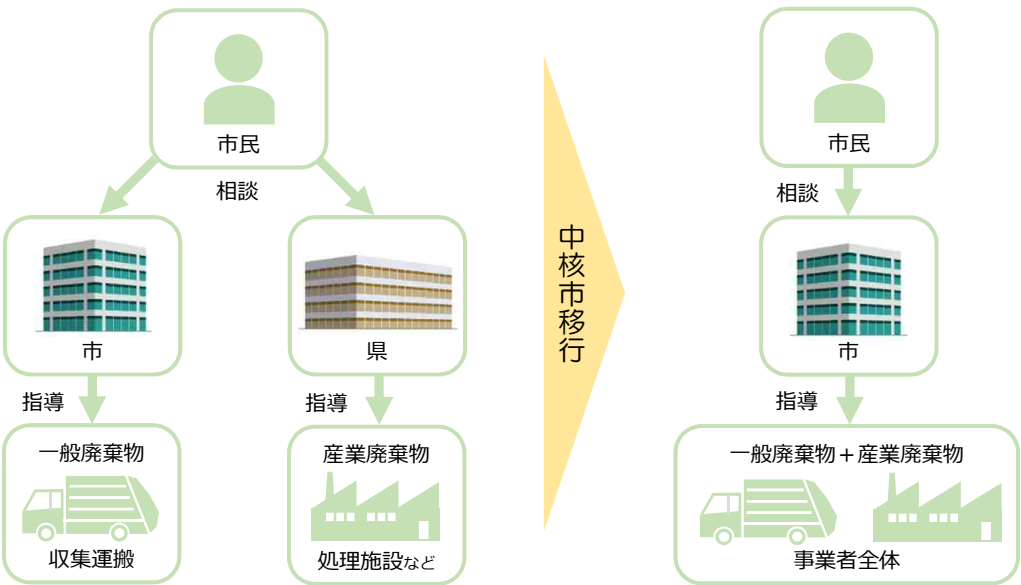 市民
相談
市
県
指導
指導
一般廃棄物
収集運搬
産業廃棄物
処理施設など
中核市移行
市民
相談
市
指導
一般廃棄物＋産業廃棄物
事業者全体